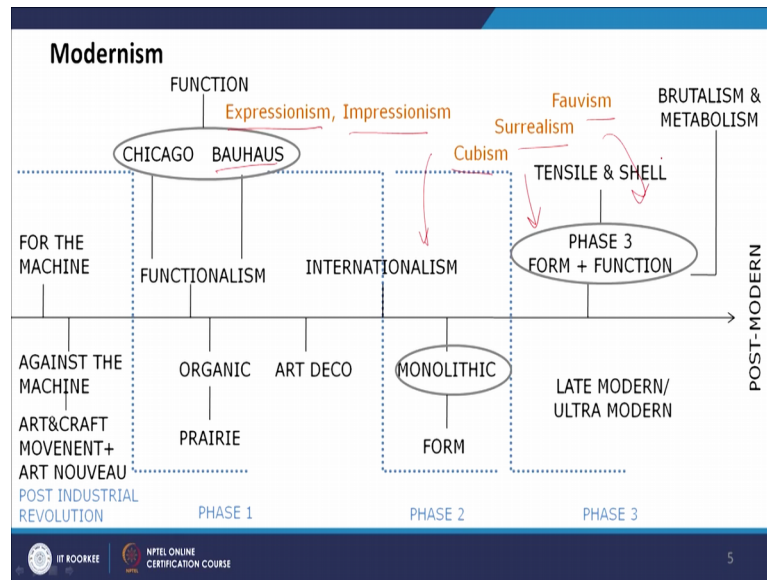 Modernism
FUNCTION
Expressionism, Impressionism
Fauvism
Surrealism
Cubism
BRUTALISM &
METABOLISM
CHICAGO BAUHAUS
TENSILE & SHELL
FOR THE
MACHINE
FUNCTIONALISM
INTERNATIONALISM
PHASE 3
FORM + FUNCTION
POST-MODERN
AGAINST THE
MACHINE
ART&CRAFT
MOVENENT+
ART NOUVEAU
ORGANIC
PRAIRIE
ART DECO
MONOLITHIC
FORM
LATE MODERN/
ULTRA MODERN
POST INDUSTRIAL
REVOLUTION
PHASE 1
PHASE 2
PHASE 3
IIT ROORKEE
NPTEL
NPTEL ONLINE
CERTIFICATION COURSE
5